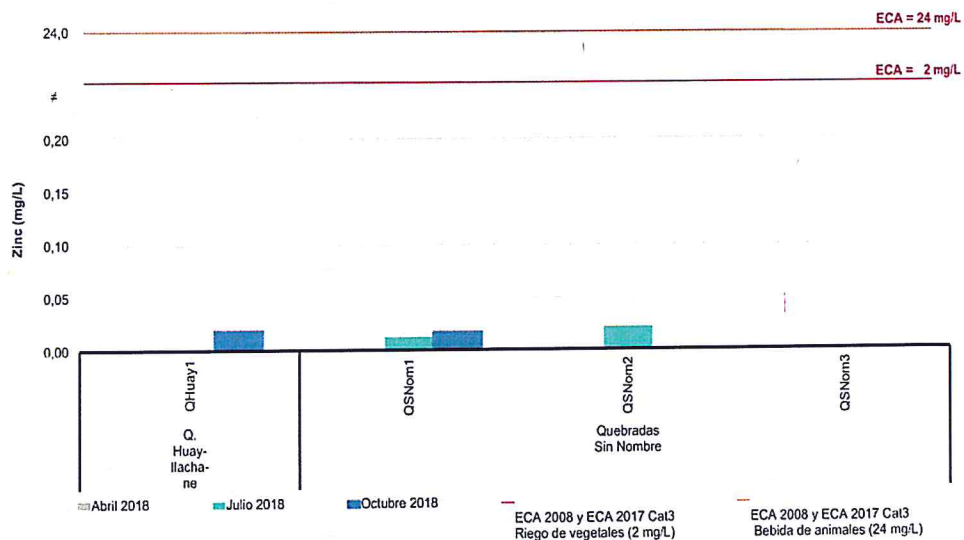 ECA = 24 mg/L
24,0
ECA = 2 mg/L
≠
0,20
0,15
0,10
0,05
0,00
Zinc (mg/L)
QHuay1
QSNom1
QSNom2
QSNom3
Q.
Huay-
llacha-
ne
Quebradas
Sin Nombre
Abril 2018
Julio 2018
Octubre 2018
ECA 2008 y ECA 2017 Cat3
Riego de vegetales (2 mg/L)
ECA 2008 y ECA 2017 Cat3
Bebida de animales (24 mg/L)